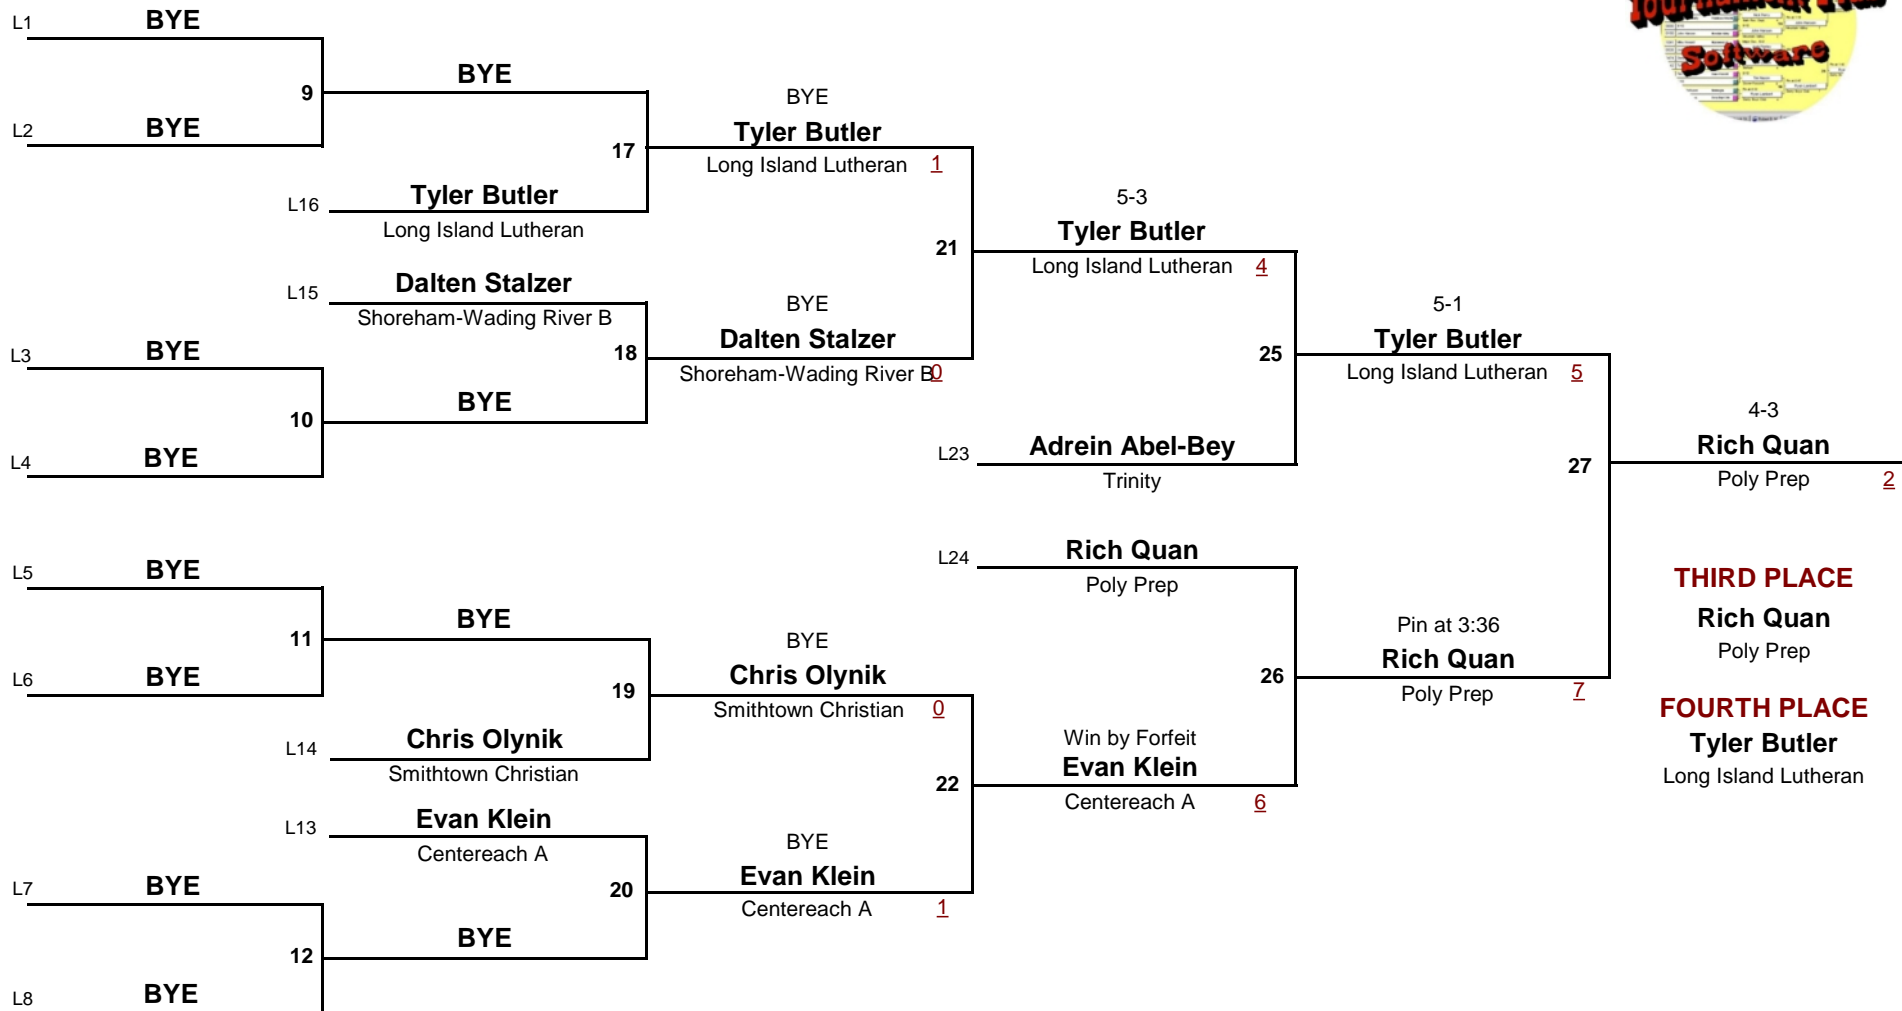 L1 BYE
9
BYE
L2 BYE
BYE
Tyler Butler
Long Island Lutheran 1
17
L16 Tyler Butler
Long Island Lutheran
5-3
Tyler Butler
Long Island Lutheran 4
21
L15 Dalten Stalzer
Shoreham-Wading River B
BYE
Dalten Stalzer
Shoreham-Wading River B 0
18
L3 BYE
10
BYE
L4 BYE
5-1
Tyler Butler
Long Island Lutheran 5
25
L23 Adrein Abel-Bey
Trinity
4-3
Rich Quan
Poly Prep 2
27
L24 Rich Quan
Poly Prep
L5 BYE
11
BYE
L6 BYE
BYE
Chris Olynik
Smithtown Christian 0
19
L14 Chris Olynik
Smithtown Christian
Pin at 3:36
Rich Quan
Poly Prep 7
26
Win by Forfeit
Evan Klein
Centereach A 6
22
L13 Evan Klein
Centereach A
BYE
Evan Klein
Centereach A 1
20
L7 BYE
12
BYE
L8 BYE
THIRD PLACE
Rich Quan
Poly Prep
FOURTH PLACE
Tyler Butler
Long Island Lutheran
Software